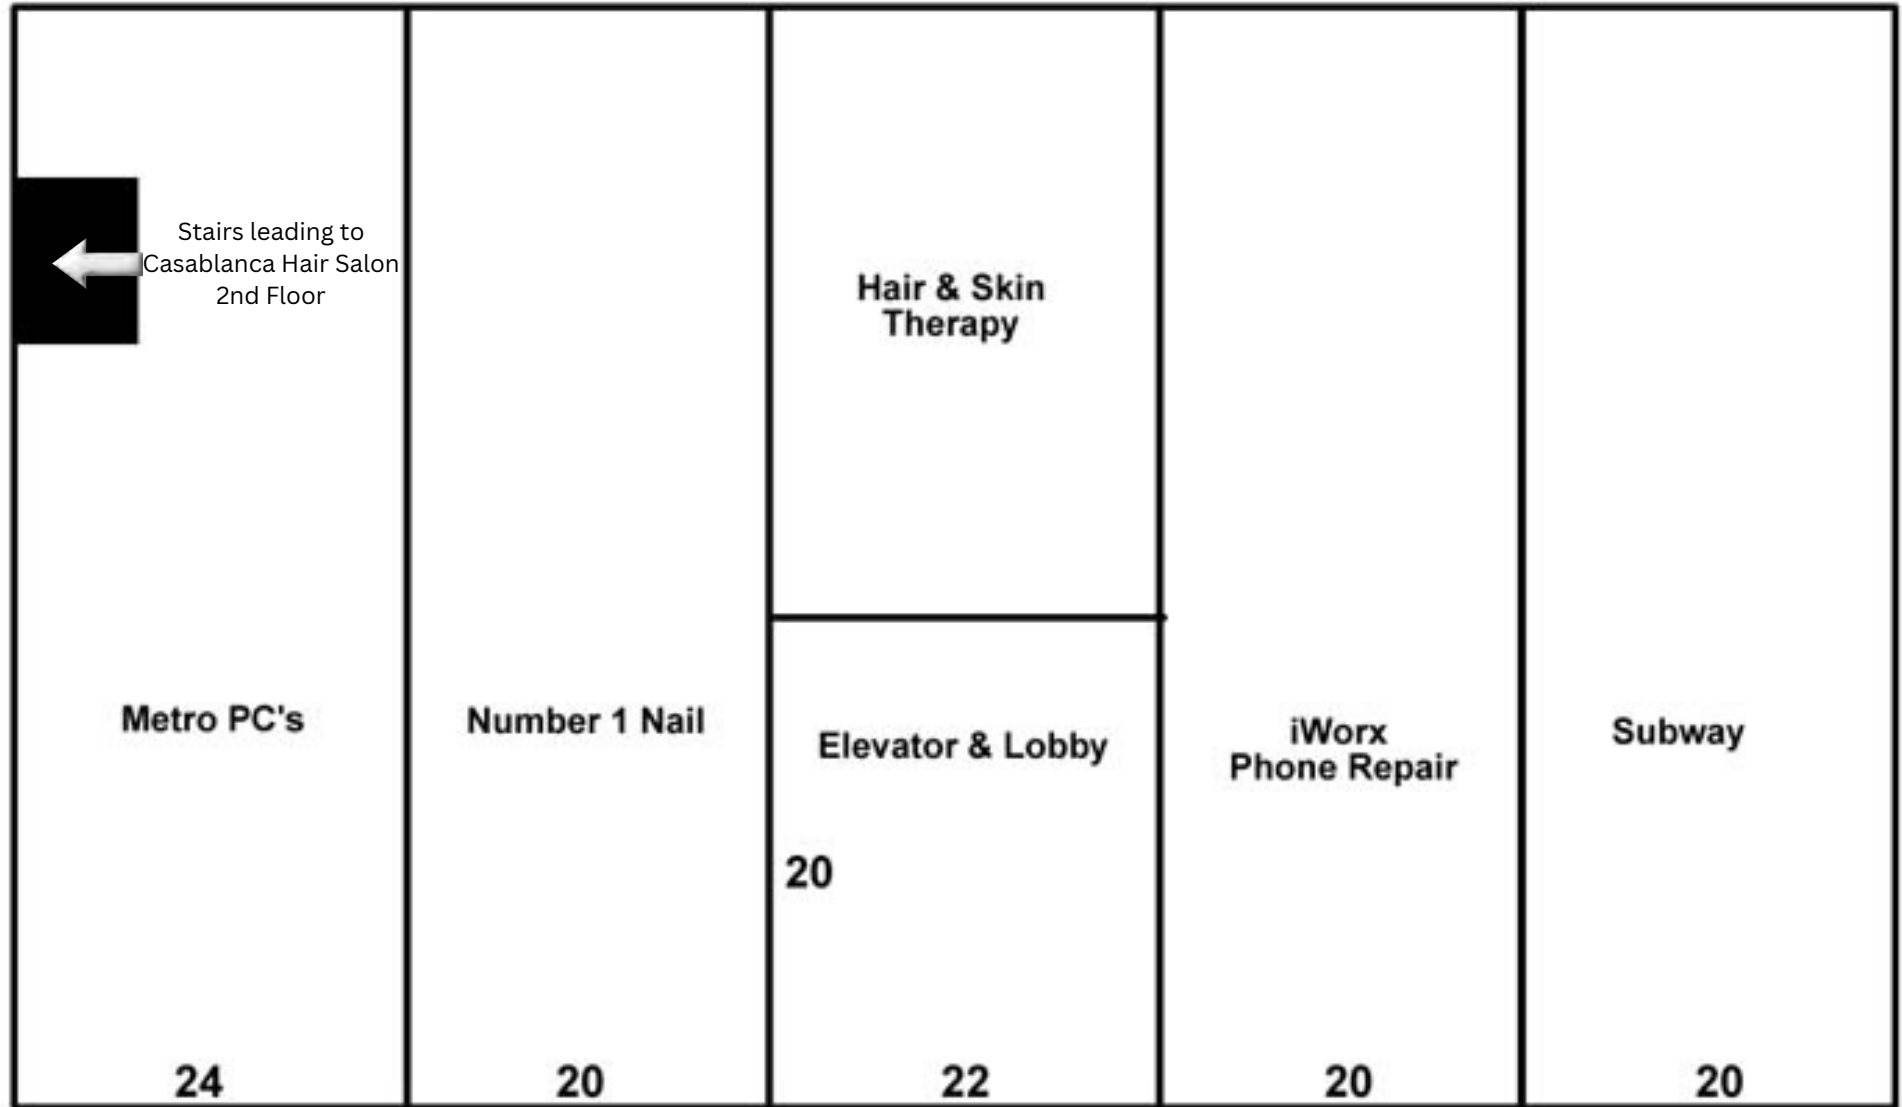 Stairs leading to
Casablanca Hair Salon
2nd Floor
Hair & Skin
Therapy
Metro PC's
Number 1 Nail
Elevator & Lobby
iWorx
Phone Repair
Subway
20
24
20
22
20
20